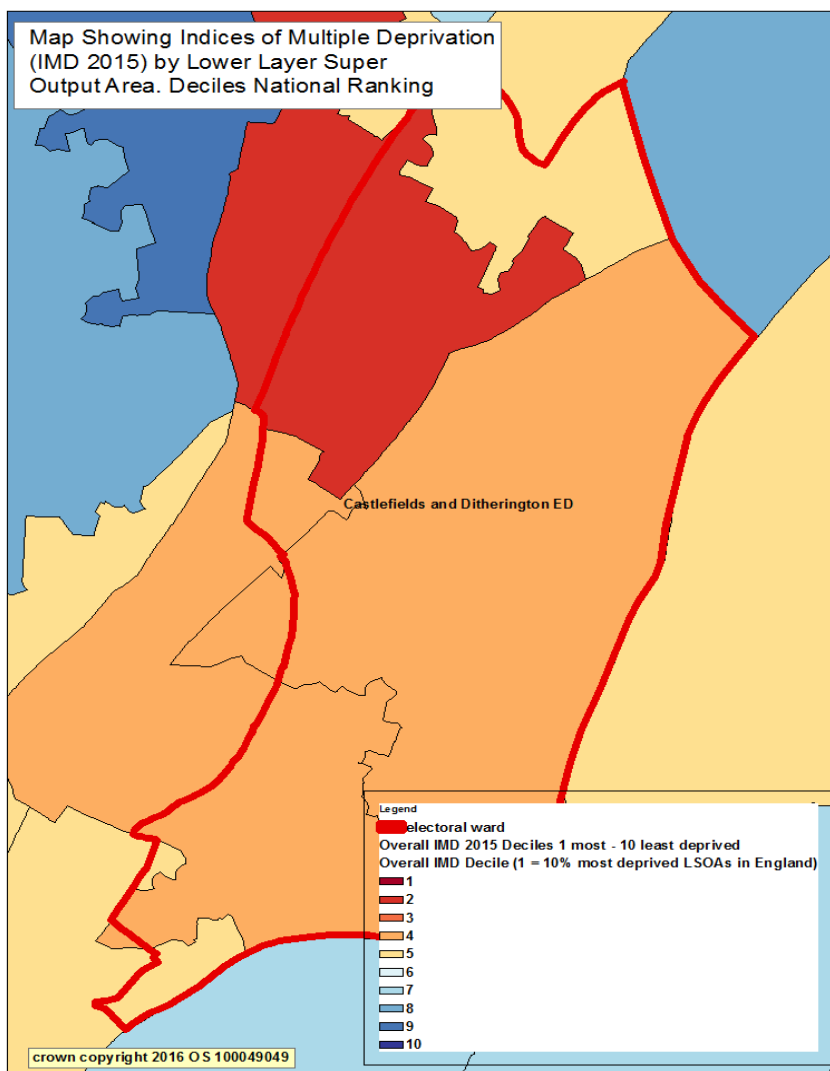 Map Showing Indices of Multiple Deprivation
(IMD 2015) by Lower Layer Super
Output Area. Deciles National Ranking
Castlefields and Ditherington ED
Legend
electoral ward
Overall IMD 2015 Deciles 1 most - 10 least deprived
Overall IMD Decile (1 = 10% most deprived LSOAs in England)
1
2
3
4
5
6
7
8
9
10
crown copyright 2016 OS 100049049